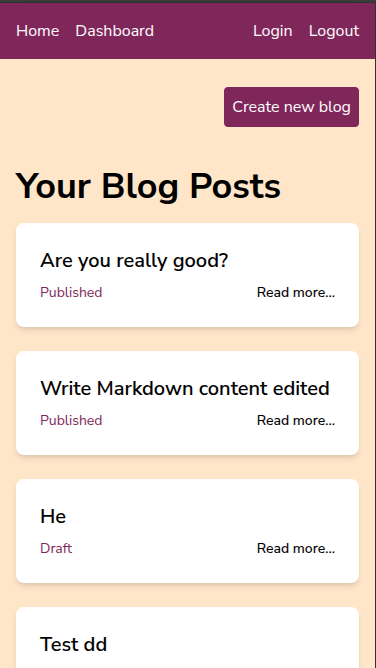 Home Dashboard Login Logout
Create new blog
Your Blog Posts
Are you really good?
Published Read more...
Write Markdown content edited
Published Read more...
He
Draft Read more...
Test dd